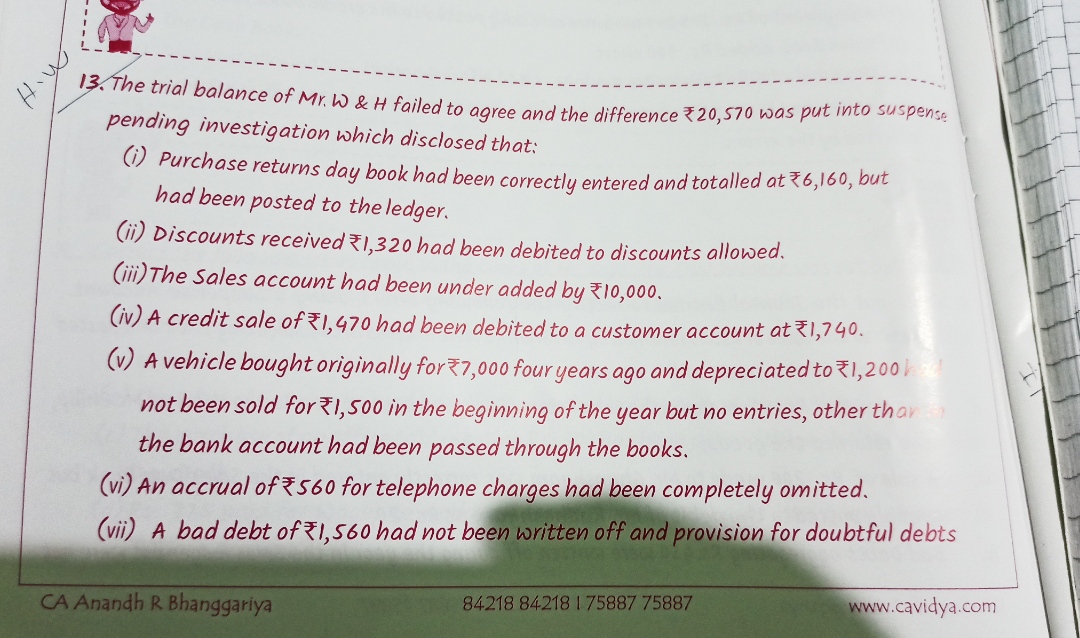 H.W
13. The trial balance of Mr. W & H failed to agree and the difference ₹20,570 was put into suspense
pending investigation which disclosed that:
(i) Purchase returns day book had been correctly entered and totalled at ₹6,160, but
had been posted to the ledger.
(ii) Discounts received ₹1,320 had been debited to discounts allowed.
(iii) The Sales account had been under added by ₹10,000.
(iv) A credit sale of ₹1,470 had been debited to a customer account at ₹1,740.
(v) A vehicle bought originally for ₹7,000 four years ago and depreciated to ₹1,200
not been sold for ₹1,500 in the beginning of the year but no entries, other than
the bank account had been passed through the books.
(vi) An accrual of ₹560 for telephone charges had been completely omitted.
(vii) A bad debt of ₹1,560 had not been written off and provision for doubtful debts
CA Anandh R Bhanggariya 84218 84218 | 75887 75887 www.cavidya.com